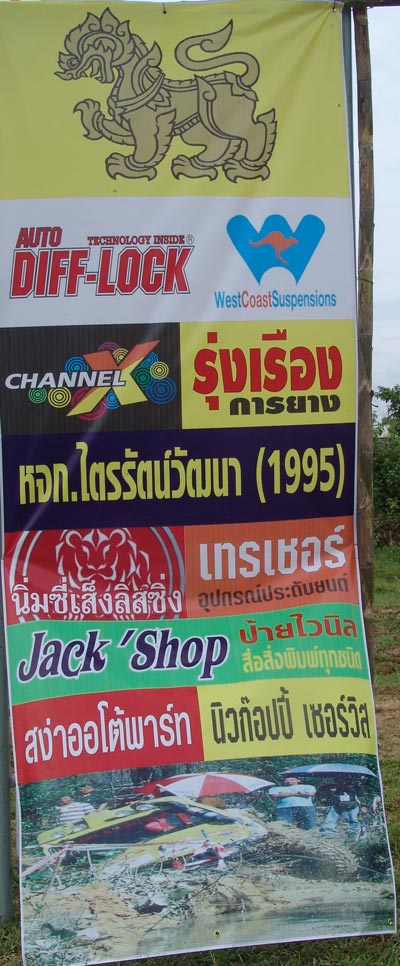 AUTO TECHNOLOGY INSIDE®
DIFF-LOCK
WestCoastSuspensions
CHANNEL X
รุ่งเรือง
การยาง
หจก.ไตรรัตน์วัฒนา (1995)
นิ่มซี่เส็งลิสซิ่ง
เทรเชอร์
อุปกรณ์ประดับยนต์
Jack 'Shop
ป้ายไวนิล
สื่อสิ่งพิมพ์ทุกชนิด
สง่าออโต้พาร์ท
นิวก๊อปปี้ เซอร์วิส